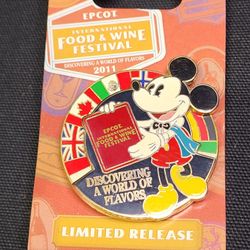 EPCOT
INTERNATIONAL
FOOD & WINE
FESTIVAL
DISCOVERING A WORLD OF FLAVORS
2011
EPCOT
INTERNATIONAL
FOOD & WINE
FESTIVAL
DISCOVERING
A WORLD OF
FLAVORS
LIMITED RELEASE